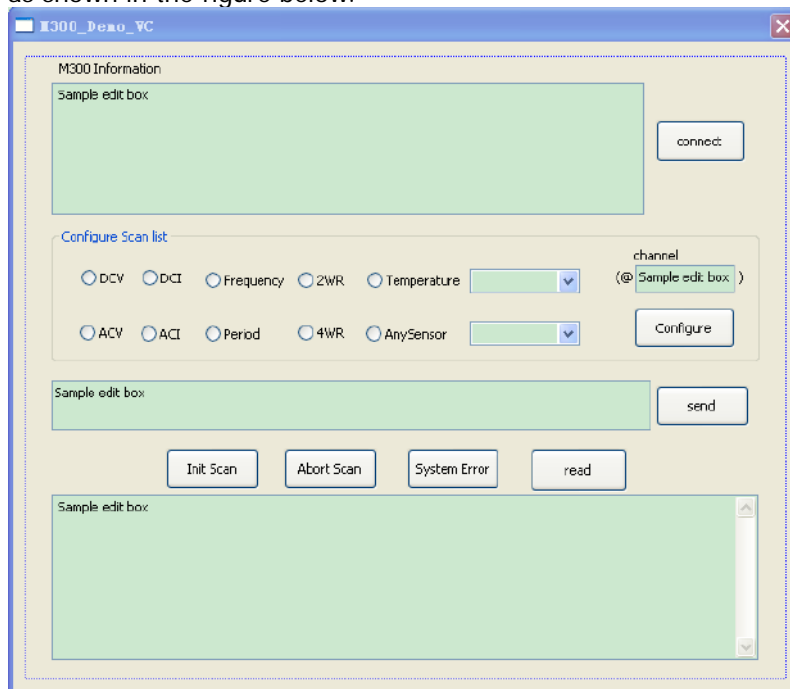 as shown in the figure below.
M300_Demo_VC
M300 Information
Sample edit box
connect
Configure Scan list
channel
DCV DCI Frequency 2WR Temperature (@ Sample edit box )
ACV ACI Period 4WR AnySensor Configure
Sample edit box
send
Init Scan Abort Scan System Error read
Sample edit box